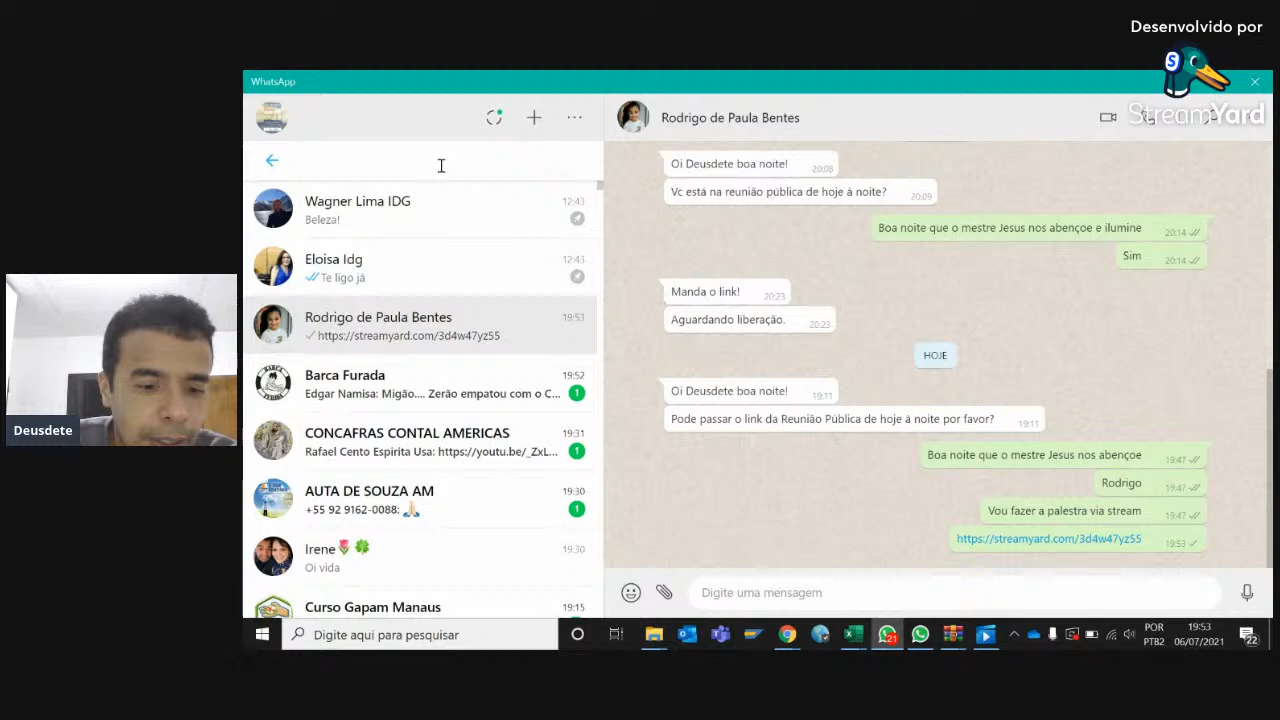 Desenvolvido por
S
StreamYard
WhatsApp
Rodrigo de Paula Bentes
Wagner Lima IDG
12:43
Beleza!
Eloisa Idg
12:43
Te ligo já
Rodrigo de Paula Bentes
19:53
https://streamyard.com/3d4w47yz55
Barca Furada
19:52
Edgar Namisa: Migão.... Zerão empatou com o C...
1
CONCAFRAS CONTAL AMERICAS
19:31
Rafael Cento Espirita Usa: https://youtu.be/_ZxL...
1
AUTA DE SOUZA AM
19:30
+55 92 9162-0088: 🙏🏻
1
Irene🌷🍀
19:30
Oi vida
Curso Gapam Manaus
19:15
Oi Deusdete boa noite!
20:08
Vc está na reunião pública de hoje à noite?
20:09
Boa noite que o mestre Jesus nos abençoe e ilumine
20:14
Sim
20:14
Manda o link!
20:23
Aguardando liberação.
20:23
HOJE
Oi Deusdete boa noite!
19:11
Pode passar o link da Reunião Pública de hoje à noite por favor?
19:11
Boa noite que o mestre Jesus nos abençoe
19:47
Rodrigo
19:47
Vou fazer a palestra via stream
19:47
https://streamyard.com/3d4w47yz55
19:53
Digite uma mensagem
Deusdete
Digite aqui para pesquisar
21
POR
PTB2
19:53
06/07/2021
22